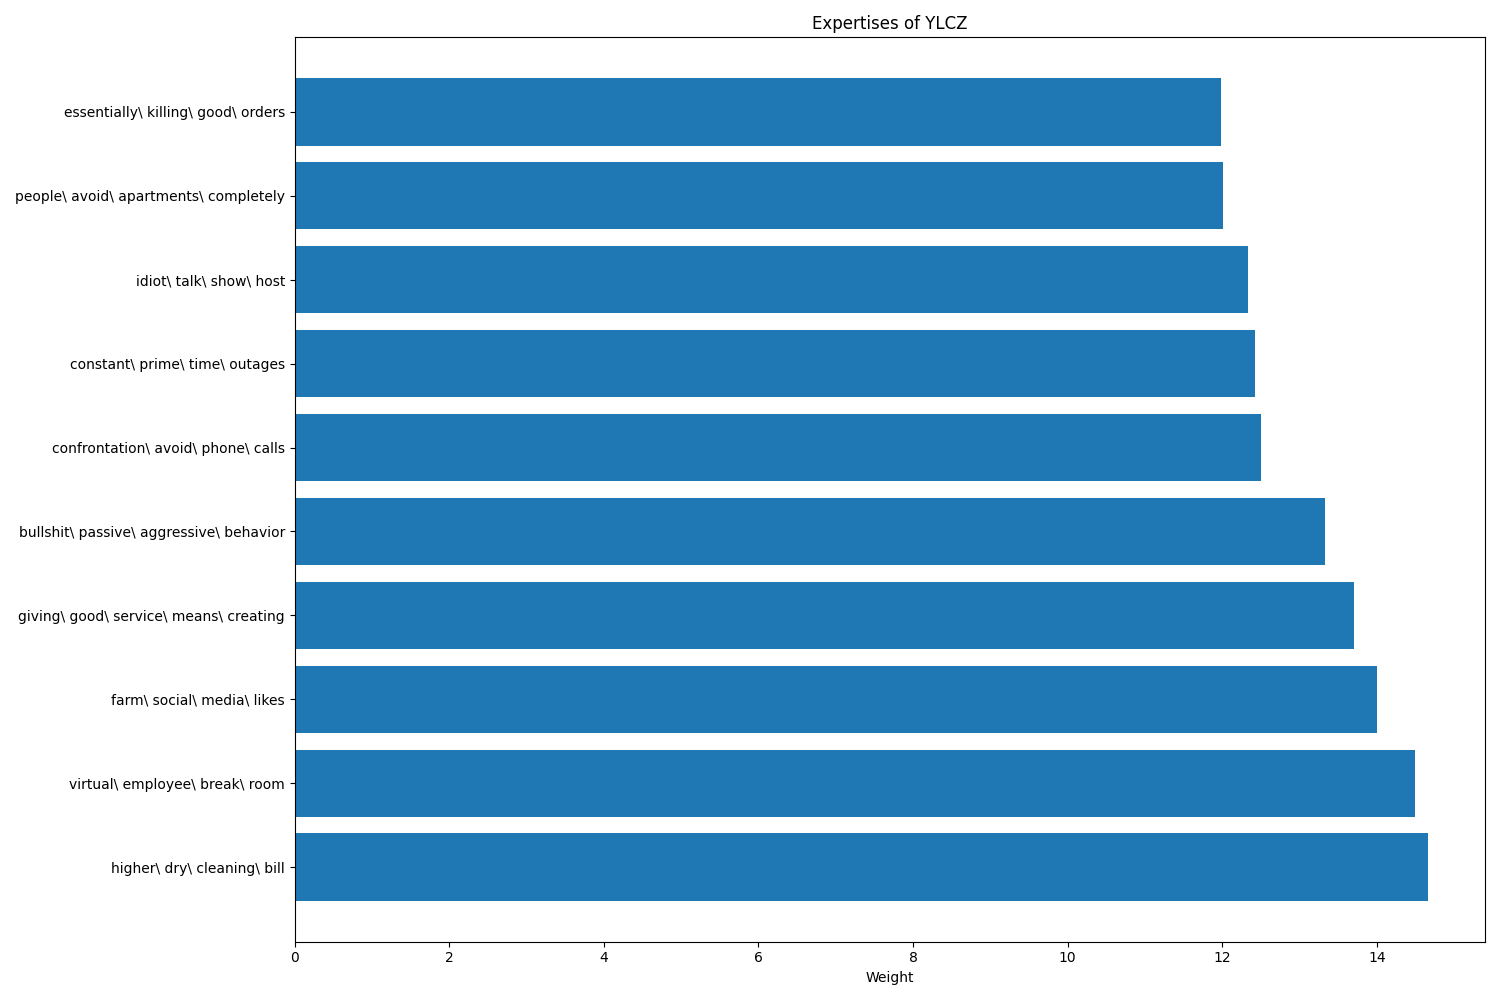 Expertises of YLCZ
essentially\ killing\ good\ orders
people\ avoid\ apartments\ completely
idiot\ talk\ show\ host
constant\ prime\ time\ outages
confrontation\ avoid\ phone\ calls
bullshit\ passive\ aggressive\ behavior
giving\ good\ service\ means\ creating
farm\ social\ media\ likes
virtual\ employee\ break\ room
higher\ dry\ cleaning\ bill
0 2 4 6 8 10 12 14
Weight